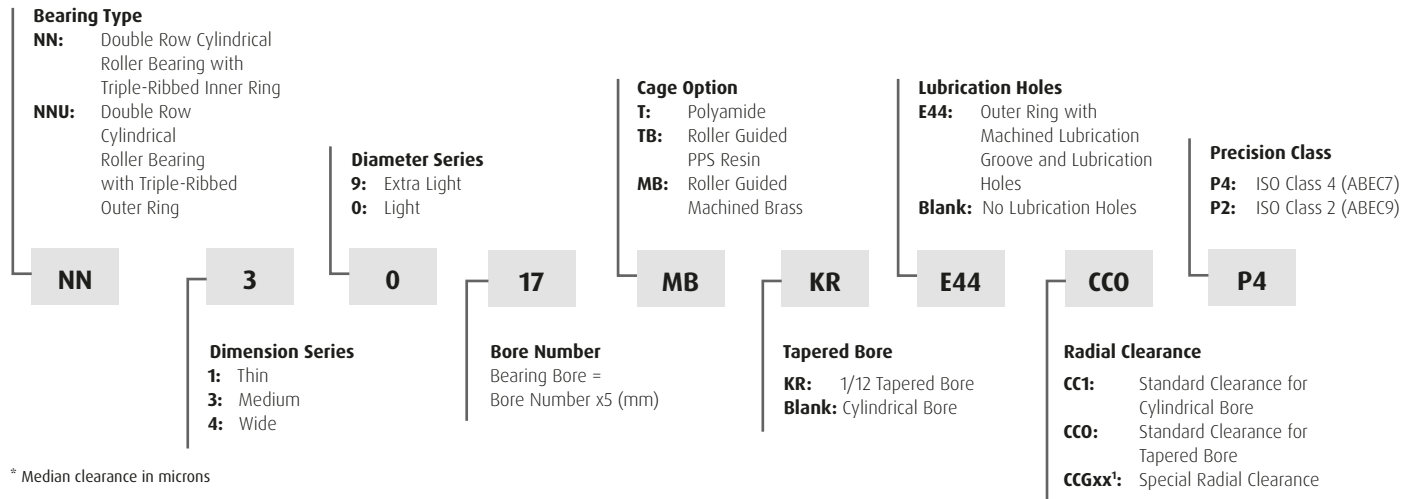 Bearing Type
NN: Double Row Cylindrical
Roller Bearing with
Triple-Ribbed Inner Ring
NNU: Double Row
Cylindrical
Roller Bearing
with Triple-Ribbed
Outer Ring
Diameter Series
9: Extra Light
0: Light
Cage Option
T: Polyamide
TB: Roller Guided
PPS Resin
MB: Roller Guided
Machined Brass
Lubrication Holes
E44: Outer Ring with
Machined Lubrication
Groove and Lubrication
Holes
Blank: No Lubrication Holes
Precision Class
P4: ISO Class 4 (ABEC7)
P2: ISO Class 2 (ABEC9)
NN 3 0 17 MB KR E44 CC0 P4
Dimension Series
1: Thin
3: Medium
4: Wide
Bore Number
Bearing Bore =
Bore Number x5 (mm)
Tapered Bore
KR: 1/12 Tapered Bore
Blank: Cylindrical Bore
Radial Clearance
CC1: Standard Clearance for
Cylindrical Bore
CC0: Standard Clearance for
Tapered Bore
CCGxx¹: Special Radial Clearance
* Median clearance in microns